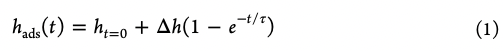 h_ads(t) = h_{t=0} + Δh(1 − e^{−t/τ}) (1)